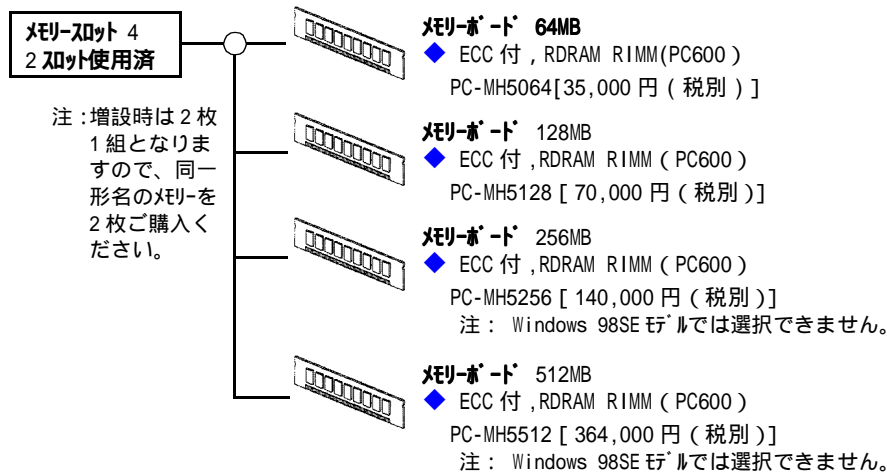 ﾒﾓﾘｰｽﾛｯﾄ 4
2 ｽﾛｯﾄ使用済
注：増設時は２枚
１組となりま
すので、同一
形名のﾒﾓﾘｰを
２枚ご購入く
ださい。
ﾒﾓﾘｰﾎﾞｰﾄﾞ 64MB
◆ ECC 付 , RDRAM RIMM(PC600）
PC-MH5064[35,000 円（税別）]
ﾒﾓﾘｰﾎﾞｰﾄﾞ 128MB
◆ ECC 付 ,RDRAM RIMM（PC600）
PC-MH5128 [ 70,000 円（税別)]
ﾒﾓﾘｰﾎﾞｰﾄﾞ 256MB
◆ ECC 付 ,RDRAM RIMM（PC600）
PC-MH5256 [ 140,000 円（税別)]
注： Windows 98SE ﾓﾃﾞﾙでは選択できません。
ﾒﾓﾘｰﾎﾞｰﾄﾞ 512MB
◆ ECC 付 ,RDRAM RIMM（PC600）
PC-MH5512 [ 364,000 円（税別)]
注： Windows 98SE ﾓﾃﾞﾙでは選択できません。